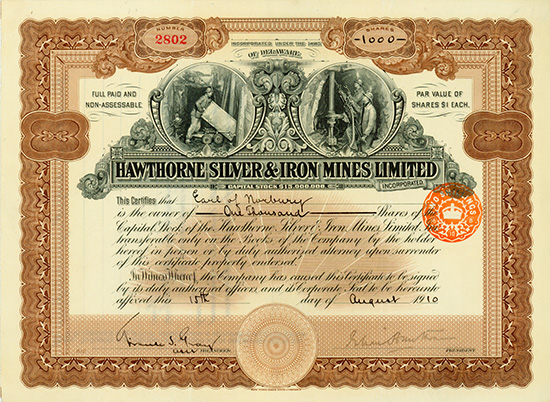 NUMBER
2802
SHARES
-1000-
INCORPORATED UNDER THE LAWS
OF DELAWARE.
FULL PAID AND
NON-ASSESSABLE
PAR VALUE OF
SHARES $1 EACH.
HAWTHORNE SILVER & IRON MINES LIMITED
CAPITAL STOCK $15,000,000.
INCORPORATED
This Certifies that Earl of Norbury
is the owner of One Thousand Shares of the
Capital Stock of the Hawthorne Silver & Iron Mines Limited
transferable only on the Books of the Company by the holder
hereof in person or by duly authorized attorney upon surrender
of this certificate properly endorsed.
In Witness Whereof the Company has caused this Certificate to be signed
by its duly authorized officers and its Corporate Seal to be hereunto
affixed this 15th day of August 1910
Asst TREASURER
PRESIDENT